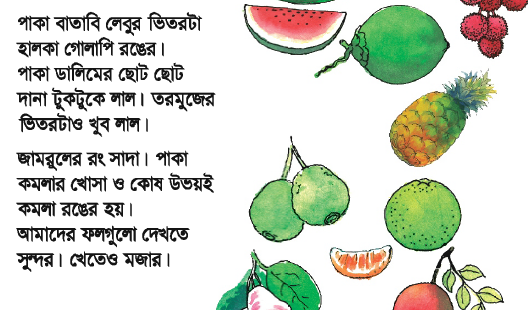 পাকা বাতাবি লেবুর ভিতরটা
হালকা গোলাপি রঙের।
পাকা ডালিমের ছোট ছোট
দানা টুকটুকে লাল। তরমুজের
ভিতরটাও খুব লাল।
জামরুলের রং সাদা। পাকা
কমলার খোসা ও কোষ উভয়ই
কমলা রঙের হয়।
আমাদের ফলগুলো দেখতে
সুন্দর। খেতেও মজার।